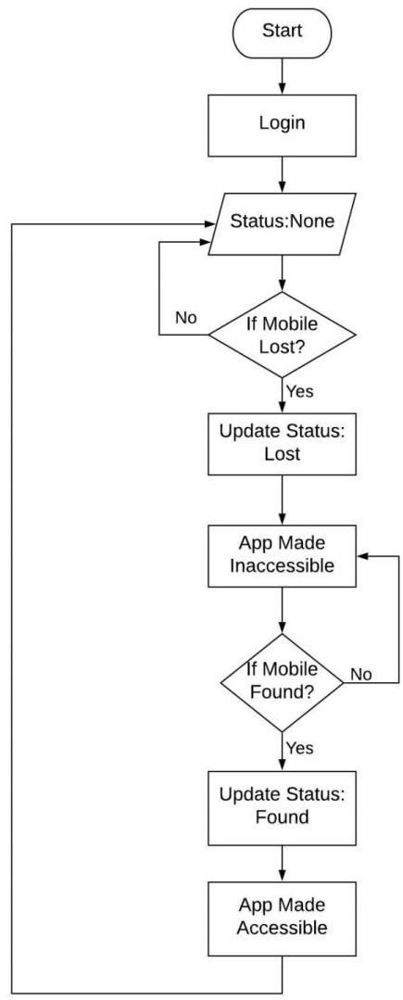 Start
Login
Status:None
No
If Mobile
Lost?
Yes
Update Status:
Lost
App Made
Inaccessible
If Mobile
Found?
No
Yes
Update Status:
Found
App Made
Accessible